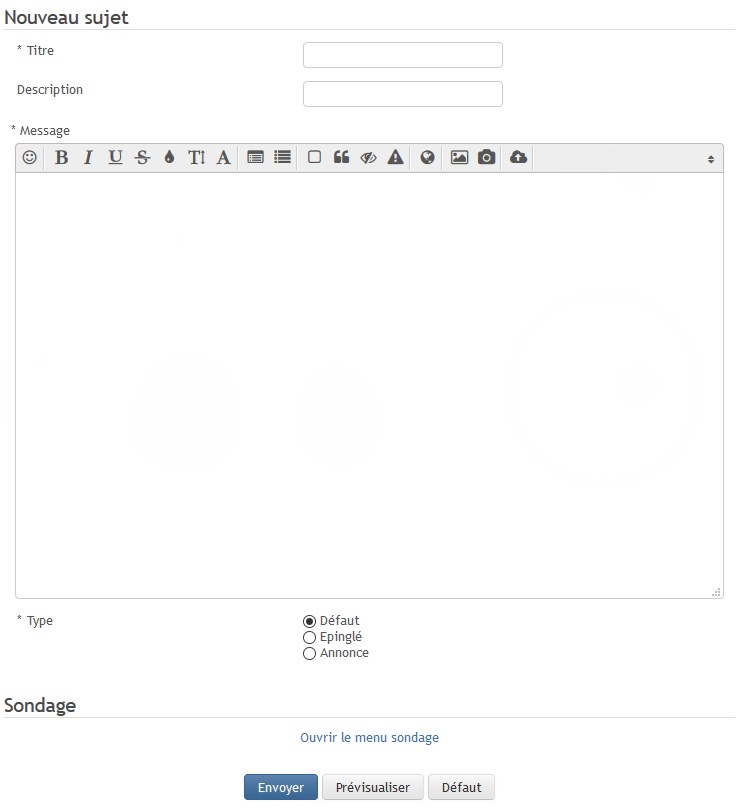 Nouveau sujet
* Titre
Description
* Message
B I U S T A
* Type
Défaut
Epinglé
Annonce
Sondage
Ouvrir le menu sondage
Envoyer Prévisualiser Défaut